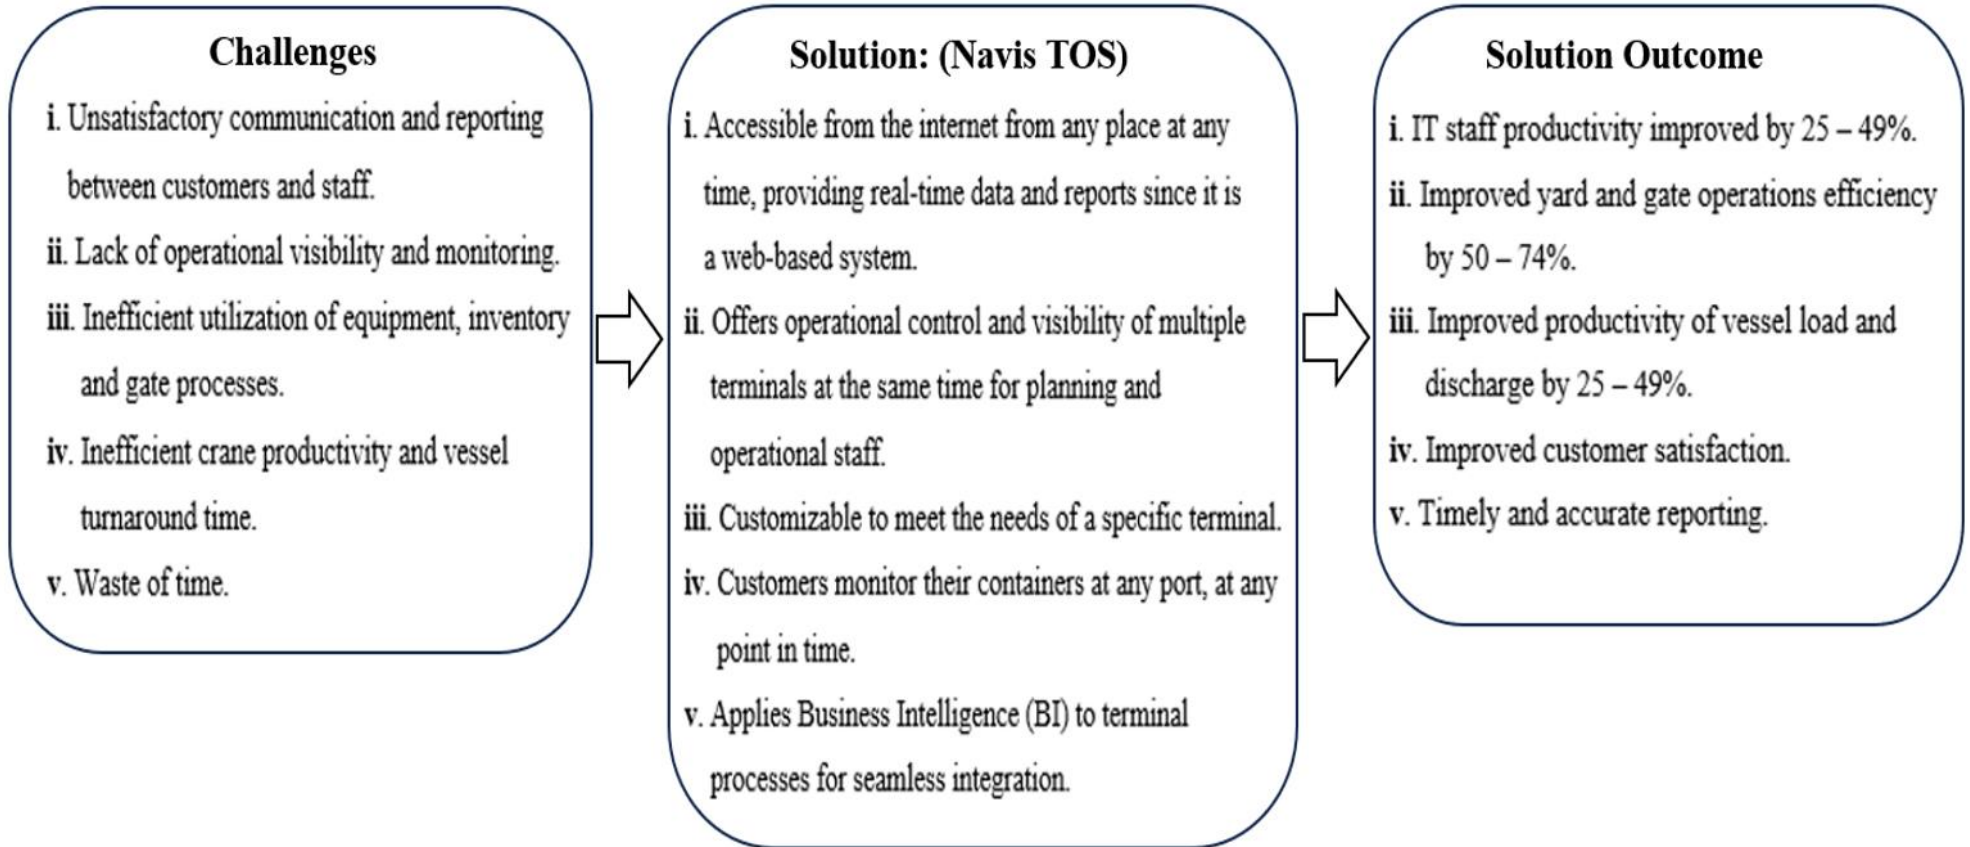 Challenges
i. Unsatisfactory communication and reporting
between customers and staff.
ii. Lack of operational visibility and monitoring.
iii. Inefficient utilization of equipment, inventory
and gate processes.
iv. Inefficient crane productivity and vessel
turnaround time.
v. Waste of time.
Solution: (Navis TOS)
i. Accessible from the internet from any place at any
time, providing real-time data and reports since it is
a web-based system.
ii. Offers operational control and visibility of multiple
terminals at the same time for planning and
operational staff.
iii. Customizable to meet the needs of a specific terminal.
iv. Customers monitor their containers at any port, at any
point in time.
v. Applies Business Intelligence (BI) to terminal
processes for seamless integration.
Solution Outcome
i. IT staff productivity improved by 25 – 49%.
ii. Improved yard and gate operations efficiency
by 50 – 74%.
iii. Improved productivity of vessel load and
discharge by 25 – 49%.
iv. Improved customer satisfaction.
v. Timely and accurate reporting.